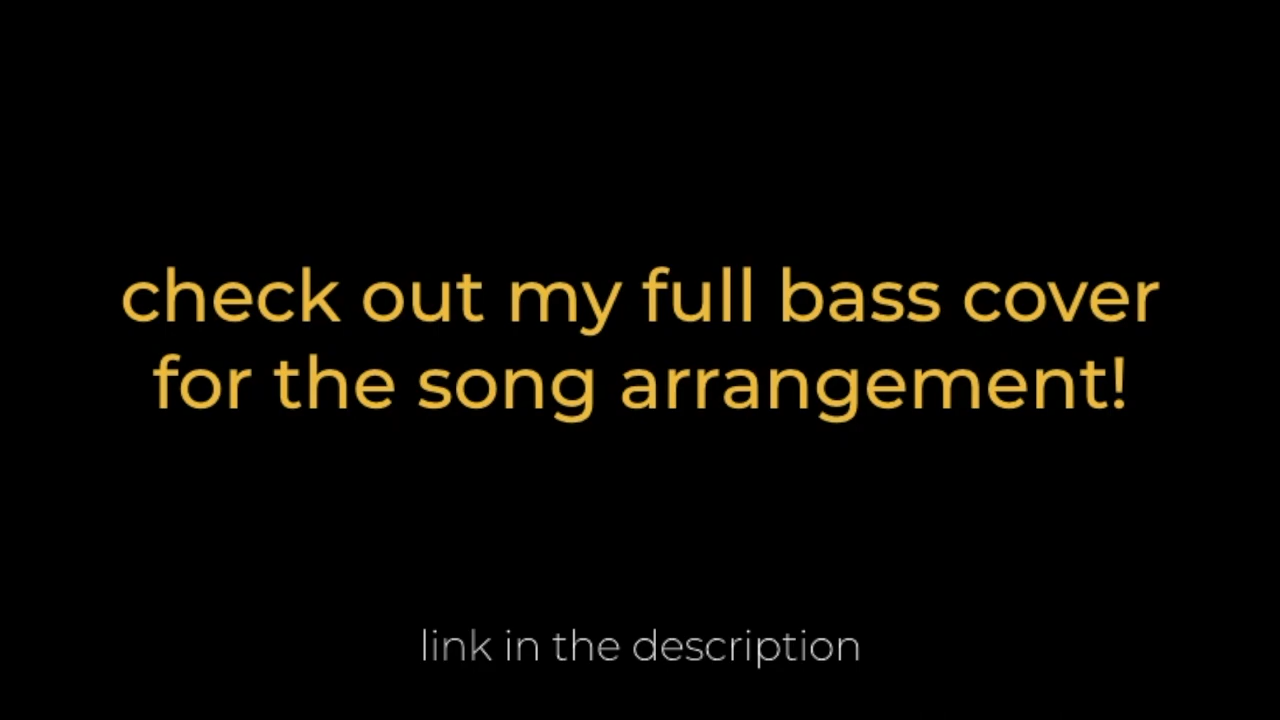 check out my full bass cover
for the song arrangement!
link in the description